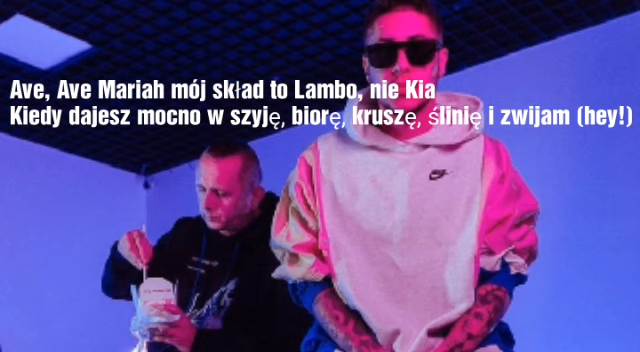 Ave, Ave Mariah mój skład to Lambo, nie Kia
Kiedy dajesz mocno w szyję, biorę, kruszę, ślinię i zwijam (hey!)